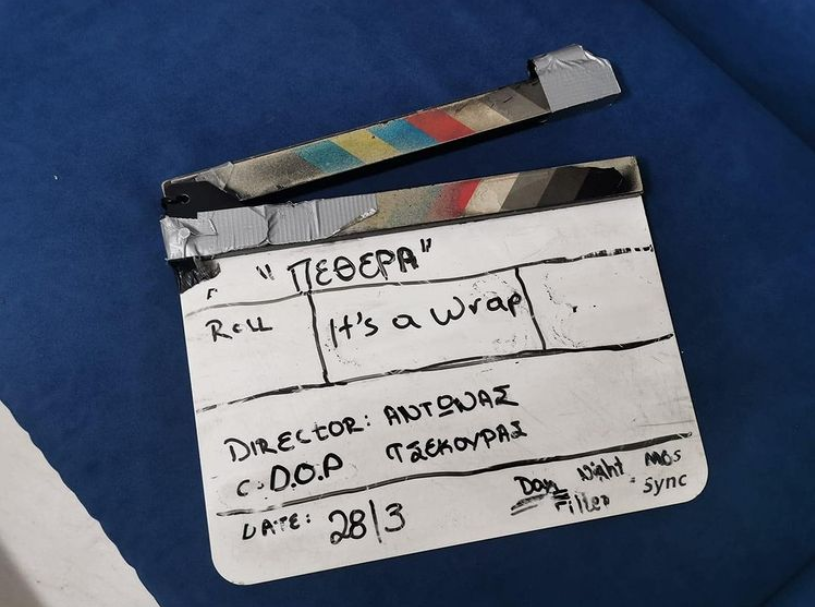 "ΠΕΘΕΡΑ"
Roll
It's a wrap
DIRECTOR: ΑΝΤΩΝΑΣ
C. D.O.P ΤΣΕΚΟΥΡΑΣ
DATE: 28/3
Day Night MOS
Filter Sync